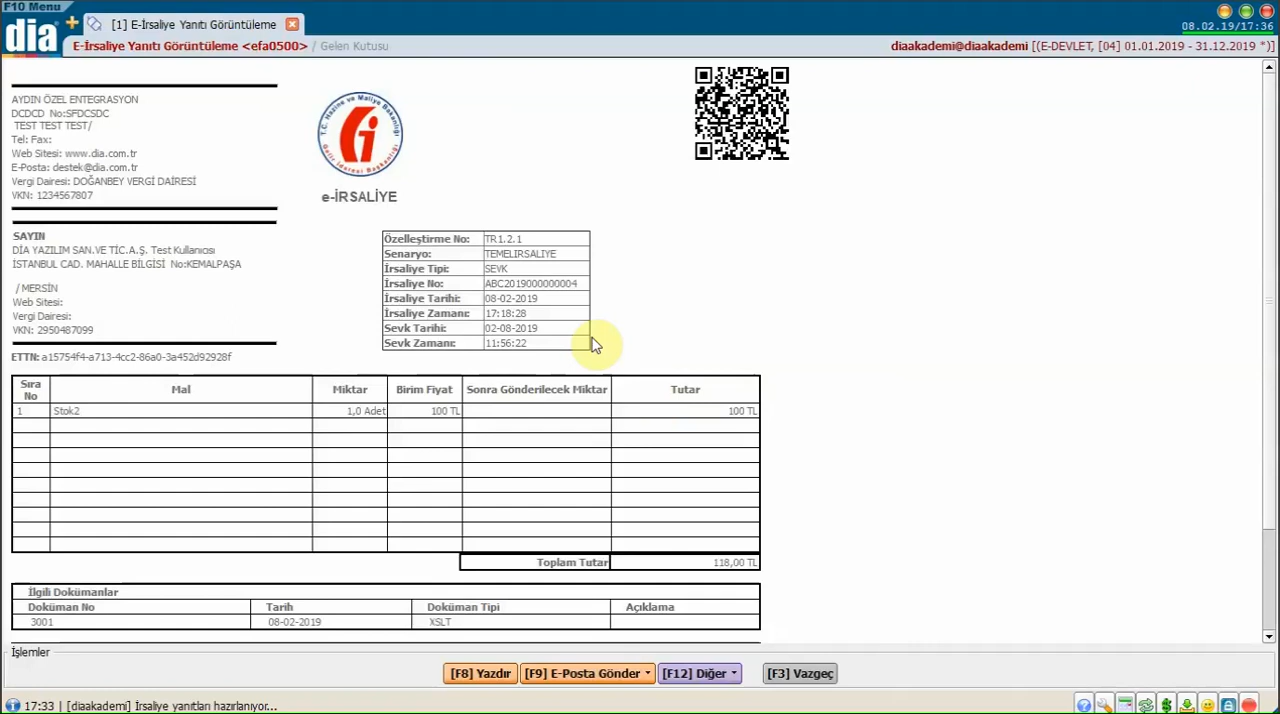 F10 Menu
dia
[1] E-İrsaliye Yanıtı Görüntüleme
08.02.19/17:36
E-İrsaliye Yanıtı Görüntüleme <efa0500> / Gelen Kutusu
diaakademi@diaakademi [(E-DEVLET, [04] 01.01.2019 - 31.12.2019 *)]
AYDIN ÖZEL ENTEGRASYON
DCDCD No:SFDCSDC
TEST TEST TEST/
Tel: Fax:
Web Sitesi: www.dia.com.tr
E-Posta: destek@dia.com.tr
Vergi Dairesi: DOĞANBEY VERGİ DAİRESİ
VKN: 1234567807
T.C. Hazine ve Maliye Bakanlığı
Gelir İdaresi Başkanlığı
e-İRSALİYE
SAYIN
DİA YAZILIM SAN.VE TİC.A.Ş. Test Kullanıcısı
İSTANBUL CAD. MAHALLE BİLGİSİ No:KEMALPAŞA
/ MERSİN
Web Sitesi:
Vergi Dairesi:
VKN: 2950487099
Özelleştirme No: TR1.2.1
Senaryo: TEMELIRSALIYE
İrsaliye Tipi: SEVK
İrsaliye No: ABC2019000000004
İrsaliye Tarihi: 08-02-2019
İrsaliye Zamanı: 17:18:28
Sevk Tarihi: 02-08-2019
Sevk Zamanı: 11:56:22
ETTN: a15754f4-a713-4cc2-86a0-3a452d92928f
Sıra No Mal Miktar Birim Fiyat Sonra Gönderilecek Miktar Tutar
1 Stok2 1,0 Adet 100 TL 100 TL
Toplam Tutar 118,00 TL
İlgili Dokümanlar
Doküman No Tarih Doküman Tipi Açıklama
3001 08-02-2019 XSLT
İşlemler
[F8] Yazdır [F9] E-Posta Gönder [F12] Diğer [F3] Vazgeç
17:33 | [diaakademi] İrsaliye yanıtları hazırlanıyor...